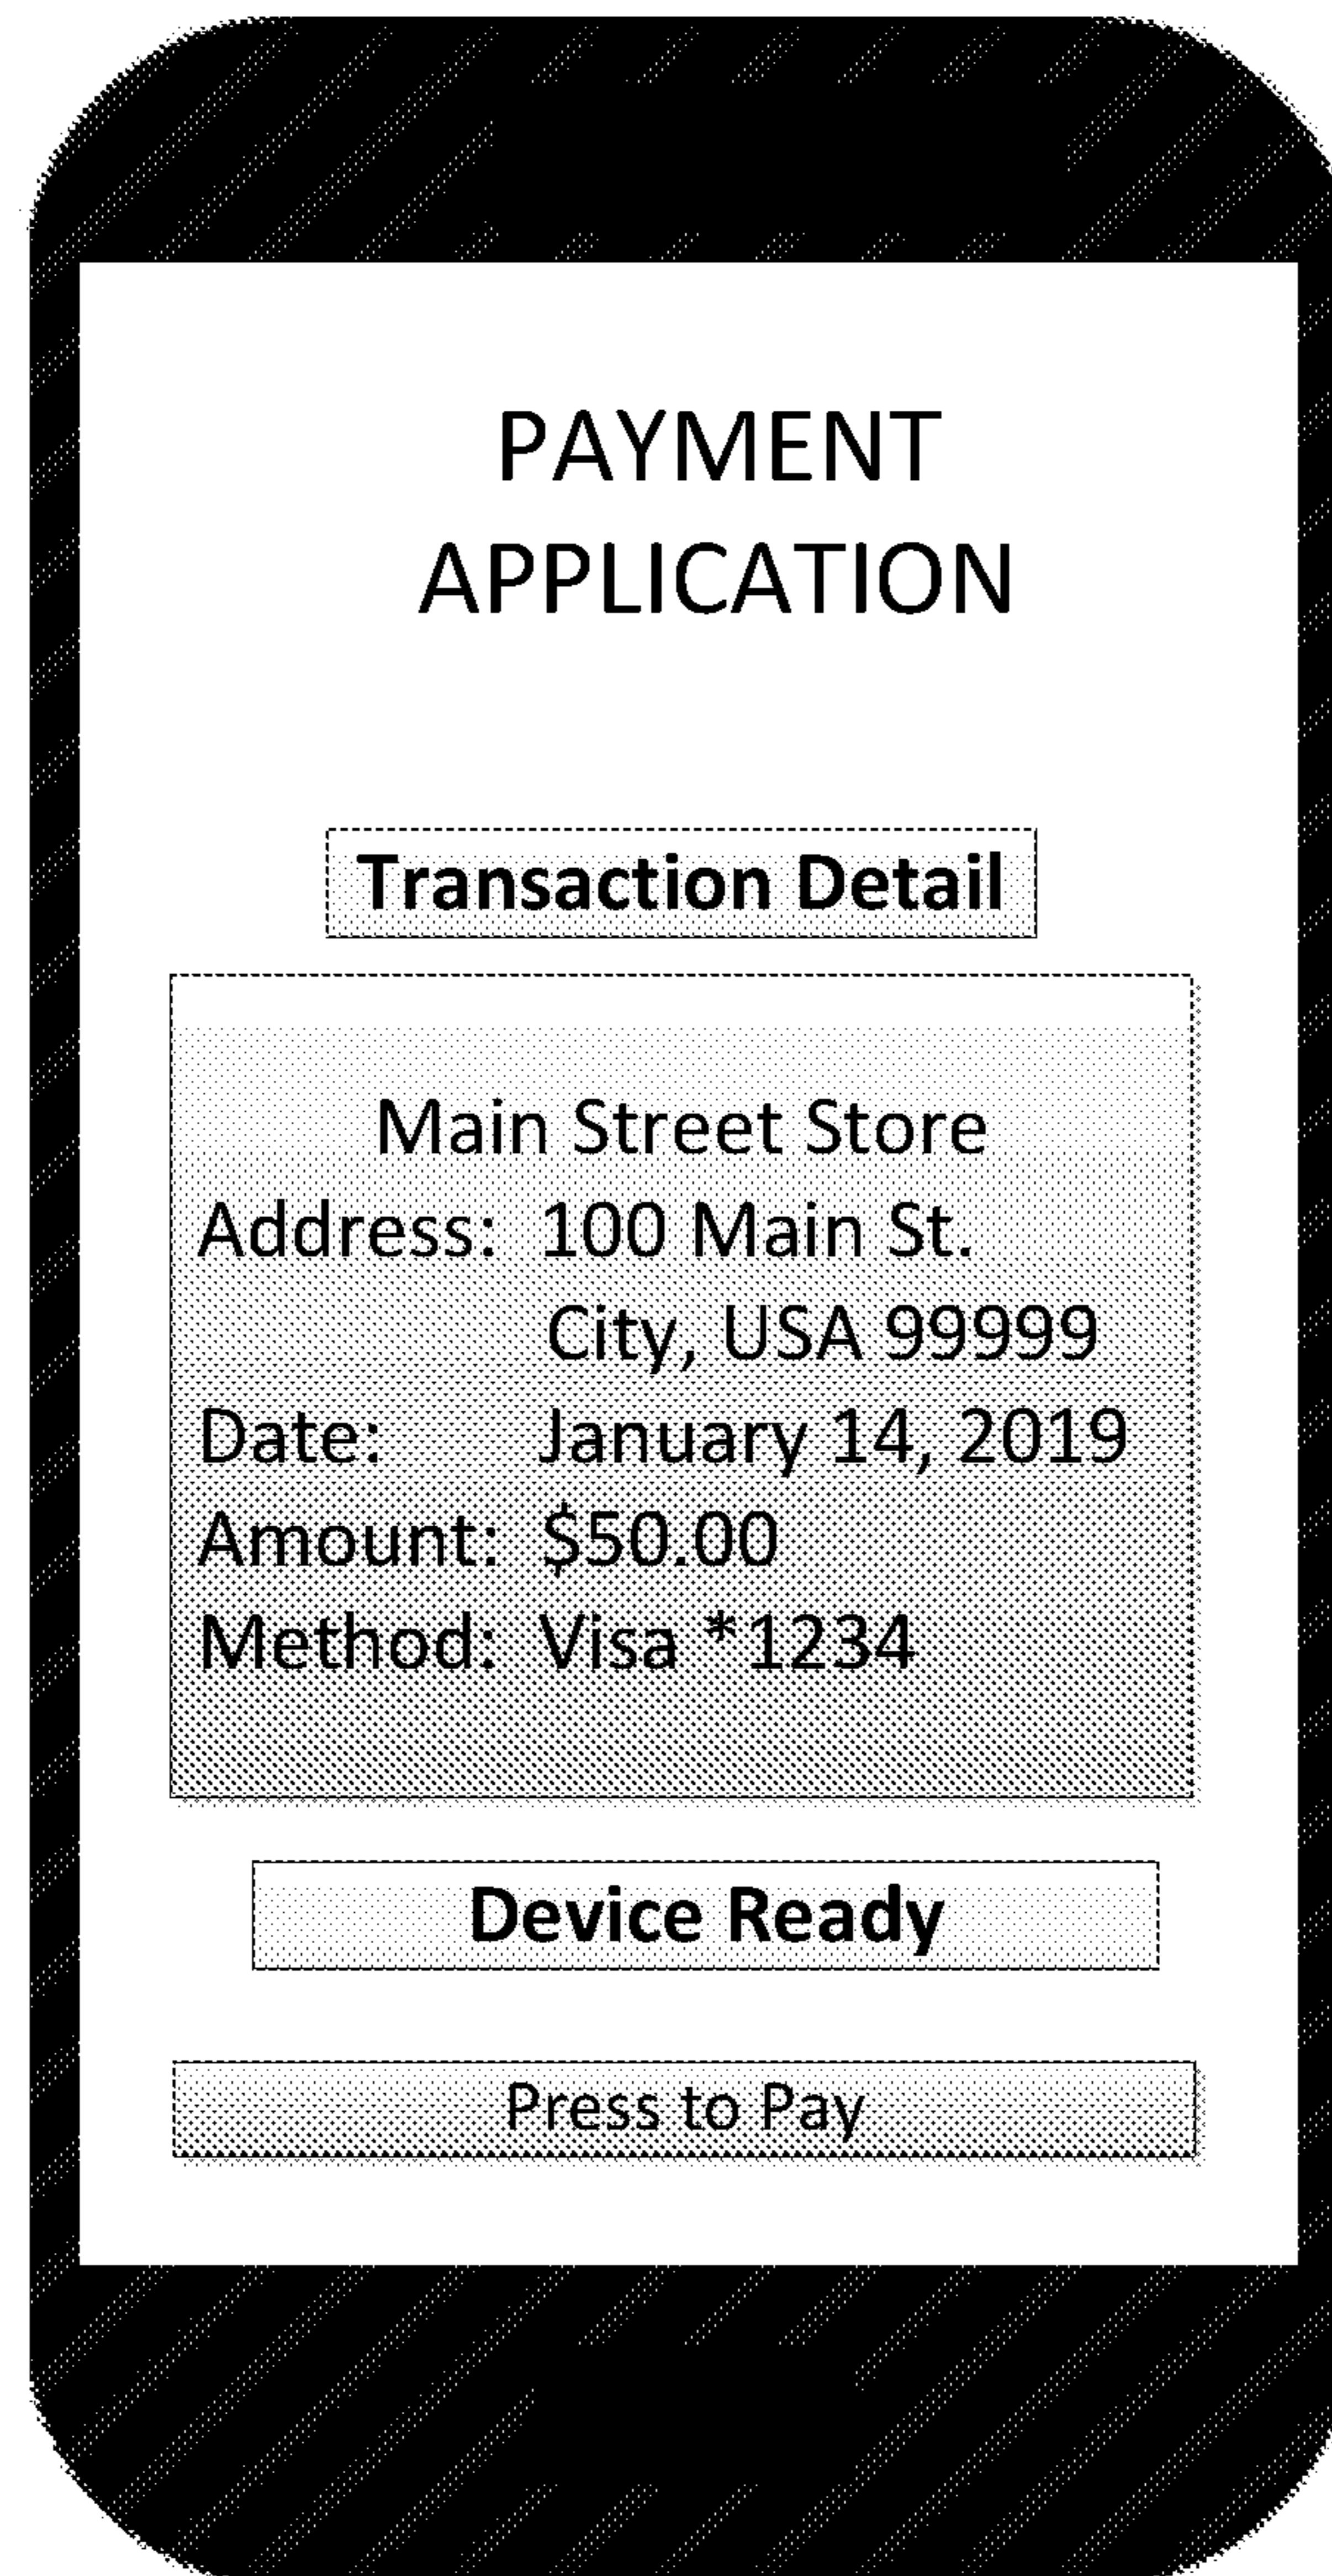 PAYMENT
APPLICATION
Transaction Detail
Main Street Store
Address: 100 Main St.
City, USA 99999
Date: January 14, 2019
Amount: $50.00
Method: Visa *1234
Device Ready
Press to Pay